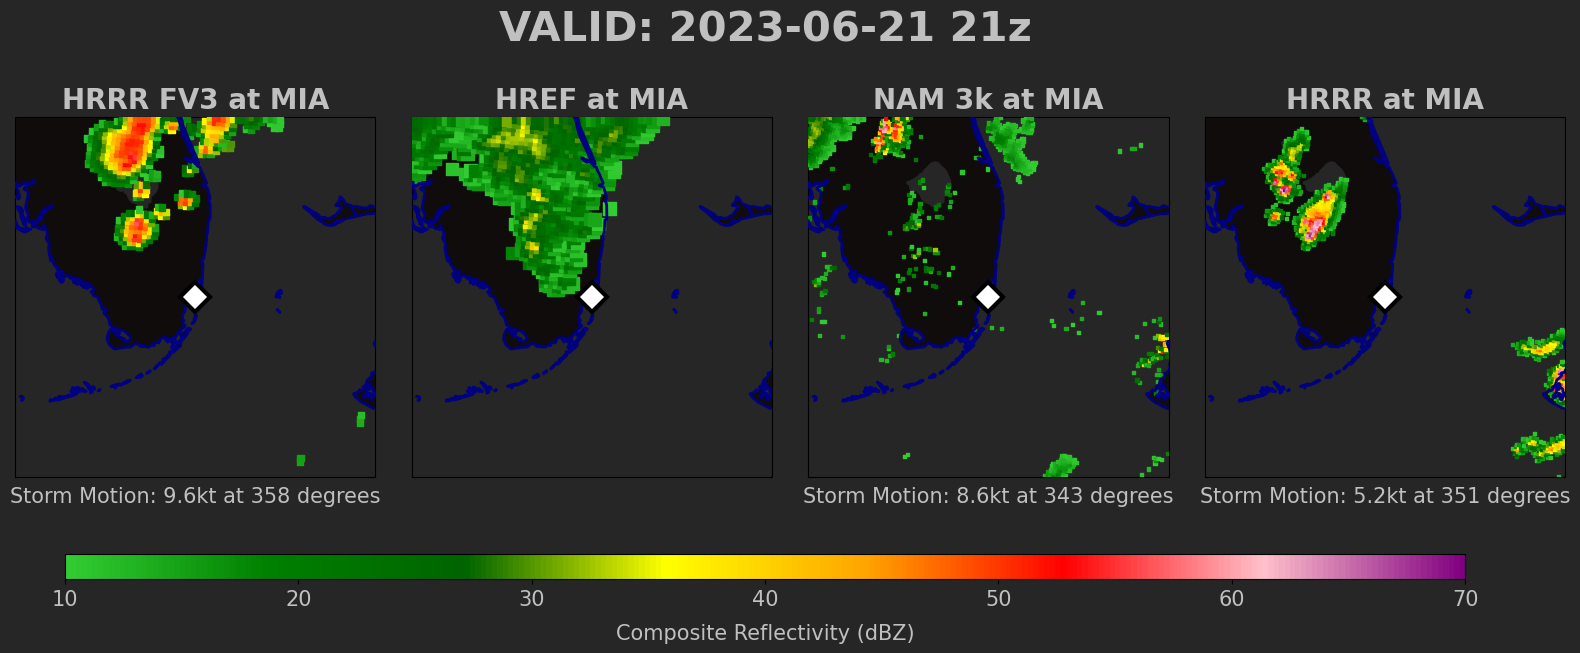 VALID: 2023-06-21 21z
HRRR FV3 at MIA
HREF at MIA
NAM 3k at MIA
HRRR at MIA
Storm Motion: 9.6kt at 358 degrees
Storm Motion: 8.6kt at 343 degrees
Storm Motion: 5.2kt at 351 degrees
10 20 30 40 50 60 70
Composite Reflectivity (dBZ)